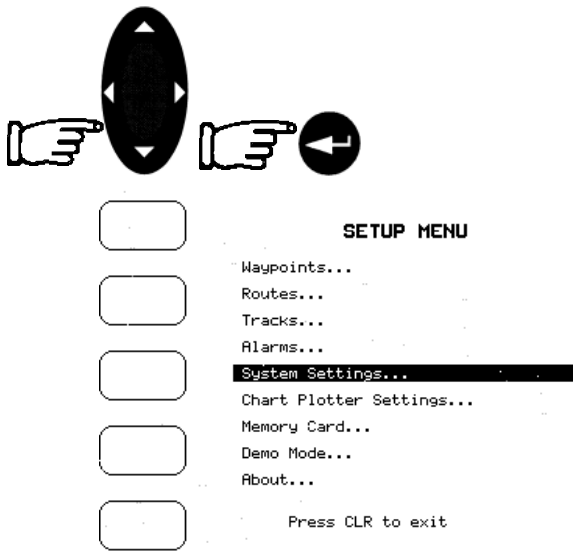 SETUP MENU
Waypoints...
Routes...
Tracks...
Alarms...
System Settings...
Chart Plotter Settings...
Memory Card...
Demo Mode...
About...
Press CLR to exit